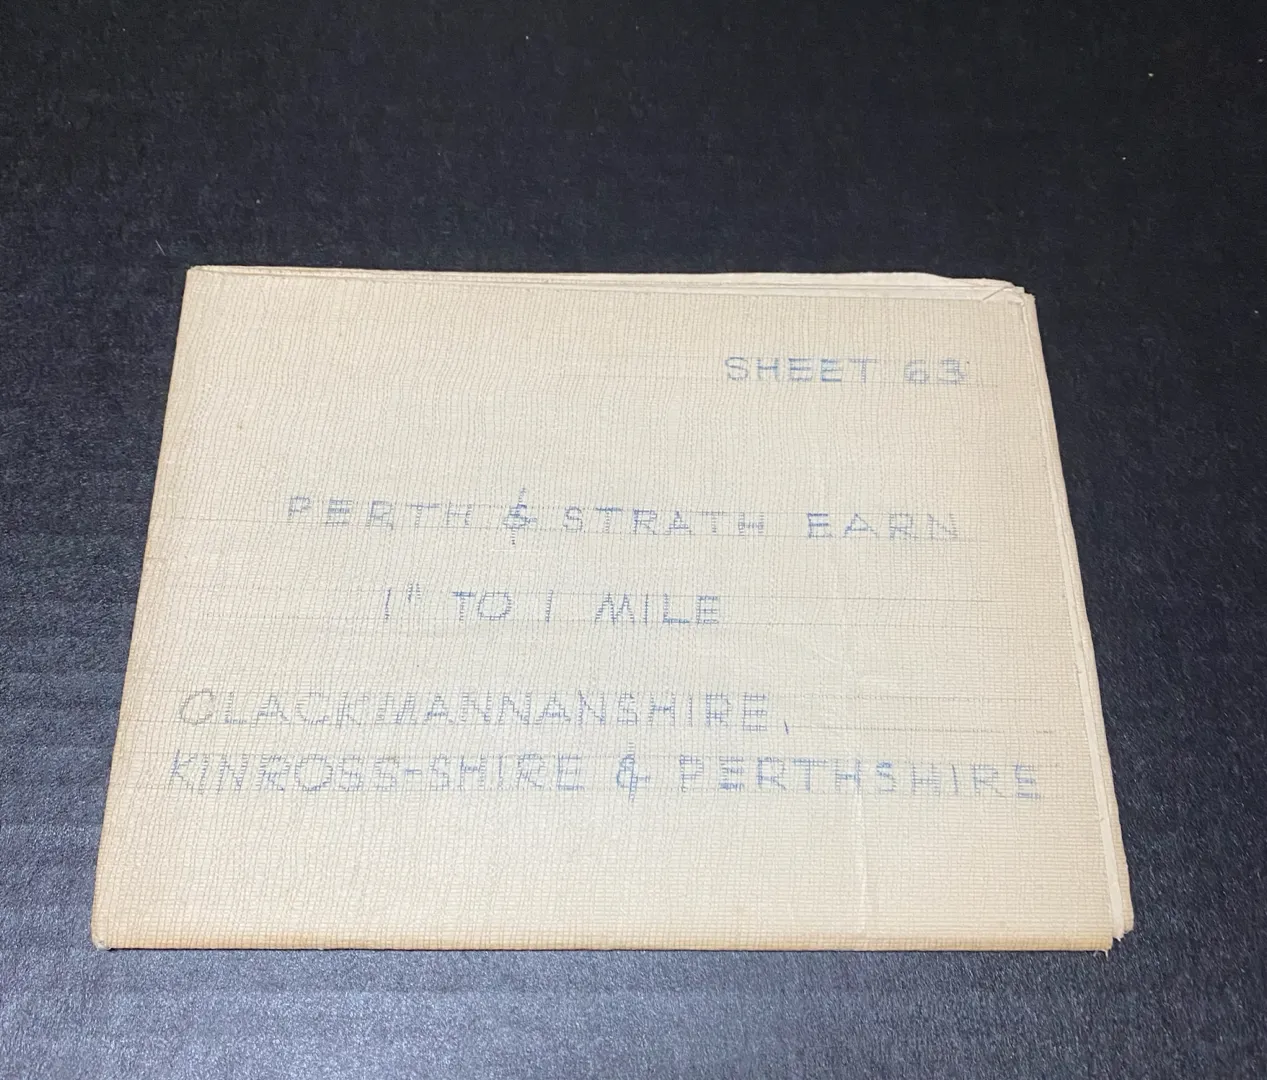 SHEET 63
PERTH & STRATH EARN
1" TO 1 MILE
CLACKMANNANSHIRE,
KINROSS-SHIRE & PERTHSHIRE